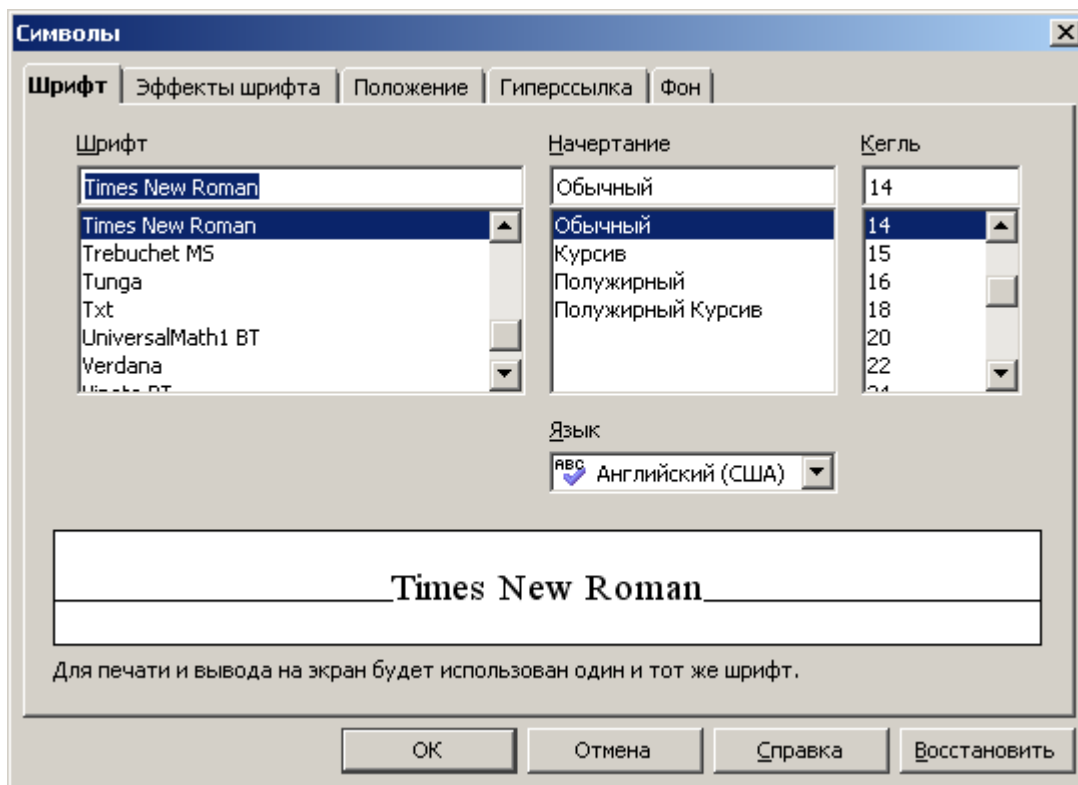 Символы
Шрифт Эффекты шрифта Положение Гиперссылка Фон
Шрифт Начертание Кегль
Times New Roman Обычный 14
Times New Roman Обычный 14
Trebuchet MS Курсив 15
Tunga Полужирный 16
Txt Полужирный Курсив 18
UniversalMath1 BT 20
Verdana 22
Язык
ABC Английский (США)
Times New Roman
Для печати и вывода на экран будет использован один и тот же шрифт.
ОК Отмена Справка Восстановить